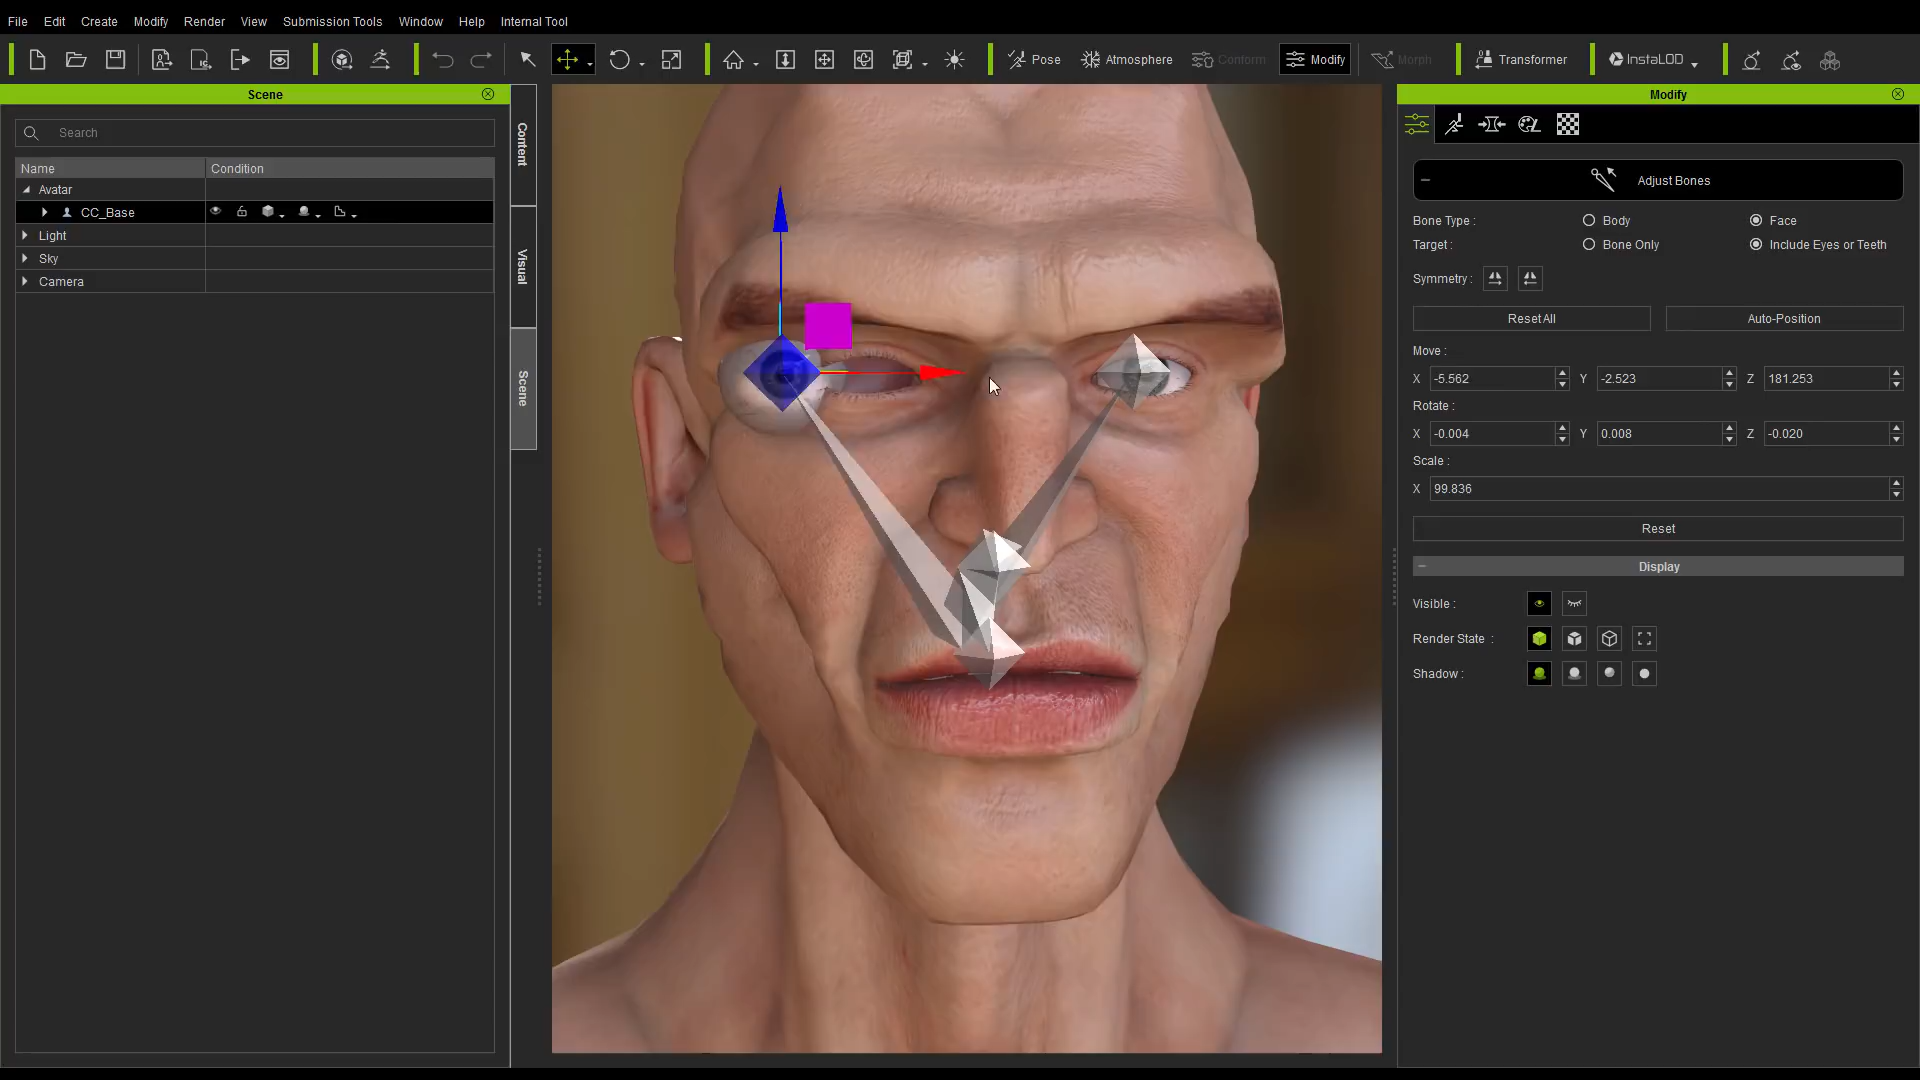 File Edit Create Modify Render View Submission Tools Window Help Internal Tool
Pose Atmosphere Conform Modify Morph Transformer InstaLOD
Scene
Search
Name Condition
Avatar
CC_Base
Light
Sky
Camera
Content
Visual
Scene
Modify
Adjust Bones
Bone Type : Body Face
Target : Bone Only Include Eyes or Teeth
Symmetry :
Reset All Auto-Position
Move :
X -5.562 Y -2.523 Z 181.253
Rotate :
X -0.004 Y 0.008 Z -0.020
Scale :
X 99.836
Reset
Display
Visible :
Render State :
Shadow :